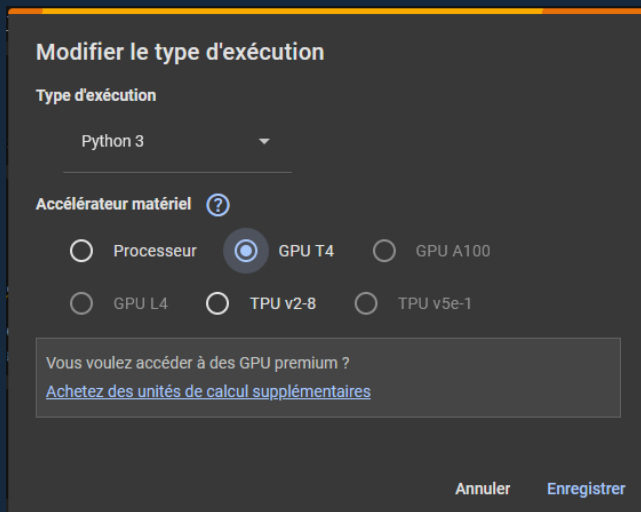 Modifier le type d'exécution
Type d'exécution
Python 3
Accélérateur matériel ?
Processeur GPU T4 GPU A100
GPU L4 TPU v2-8 TPU v5e-1
Vous voulez accéder à des GPU premium ?
Achetez des unités de calcul supplémentaires
Annuler Enregistrer